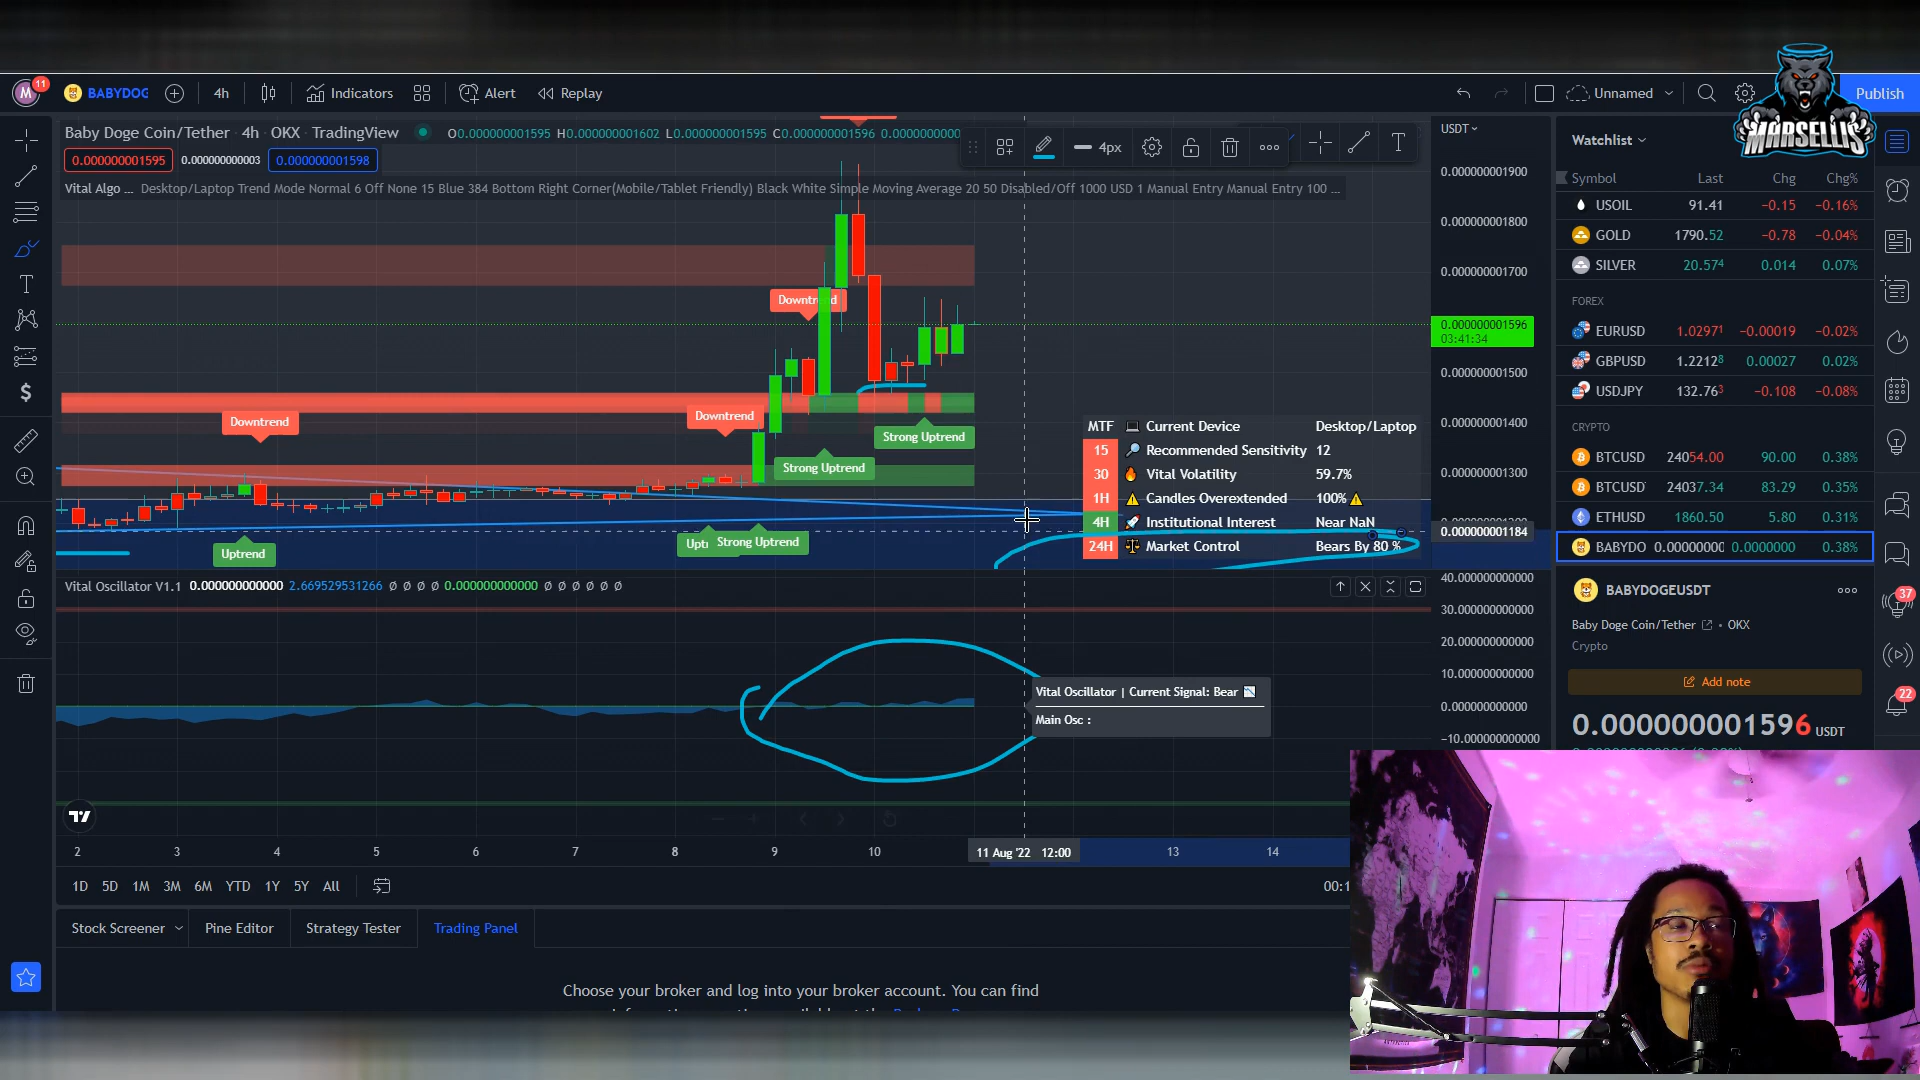 MARSELLIS
M 11 BABYDOG 4h Indicators Alert Replay Unnamed Publish
Baby Doge Coin/Tether · 4h · OKX · TradingView O0.000000001595 H0.000000001602 L0.000000001595 C0.000000001596 0.00000000
4px
0.000000001595 0.000000000003 0.000000001598
Vital Algo ... Desktop/Laptop Trend Mode Normal 6 Off None 15 Blue 384 Bottom Right Corner(Mobile/Tablet Friendly) Black White Simple Moving Average 20 50 Disabled/Off 1000 USD 1 Manual Entry Manual Entry 100 ...
USDT
0.000000001900
0.000000001800
0.000000001700
0.000000001596
03:41:34
0.000000001500
0.000000001400
0.000000001300
0.000000001184
Downtrend
Downtrend
Downtrend
Strong Uptrend
Strong Uptrend
Strong Uptrend
Uptrend
MTF Current Device Desktop/Laptop
15 Recommended Sensitivity 12
30 Vital Volatility 59.7%
1H Candles Overextended 100%
4H Institutional Interest Near NaN
24H Market Control Bears By 80 %
Vital Oscillator V1.1 0.000000000000 2.669529531266 ø ø ø ø 0.000000000000 ø ø ø ø ø ø
40.000000000000
30.000000000000
20.000000000000
10.000000000000
0.000000000000
−10.000000000000
Vital Oscillator | Current Signal: Bear
Main Osc :
2 3 4 5 6 7 8 9 10 11 Aug '22 12:00 13 14
1D 5D 1M 3M 6M YTD 1Y 5Y All 00:1
Stock Screener Pine Editor Strategy Tester Trading Panel
Choose your broker and log into your broker account. You can find
Watchlist
Symbol Last Chg Chg%
USOIL 91.41 −0.15 −0.16%
GOLD 1790.52 −0.78 −0.04%
SILVER 20.574 0.014 0.07%
FOREX
EURUSD 1.02971 −0.00019 −0.02%
GBPUSD 1.22128 0.00027 0.02%
USDJPY 132.763 −0.108 −0.08%
CRYPTO
BTCUSD 24054.00 90.00 0.38%
BTCUSD 24037.34 83.29 0.35%
ETHUSD 1860.50 5.80 0.31%
BABYDO 0.00000000 0.0000000 0.38%
BABYDOGEUSDT
Baby Doge Coin/Tether · OKX
Crypto
Add note
0.000000001596 USDT
37
22